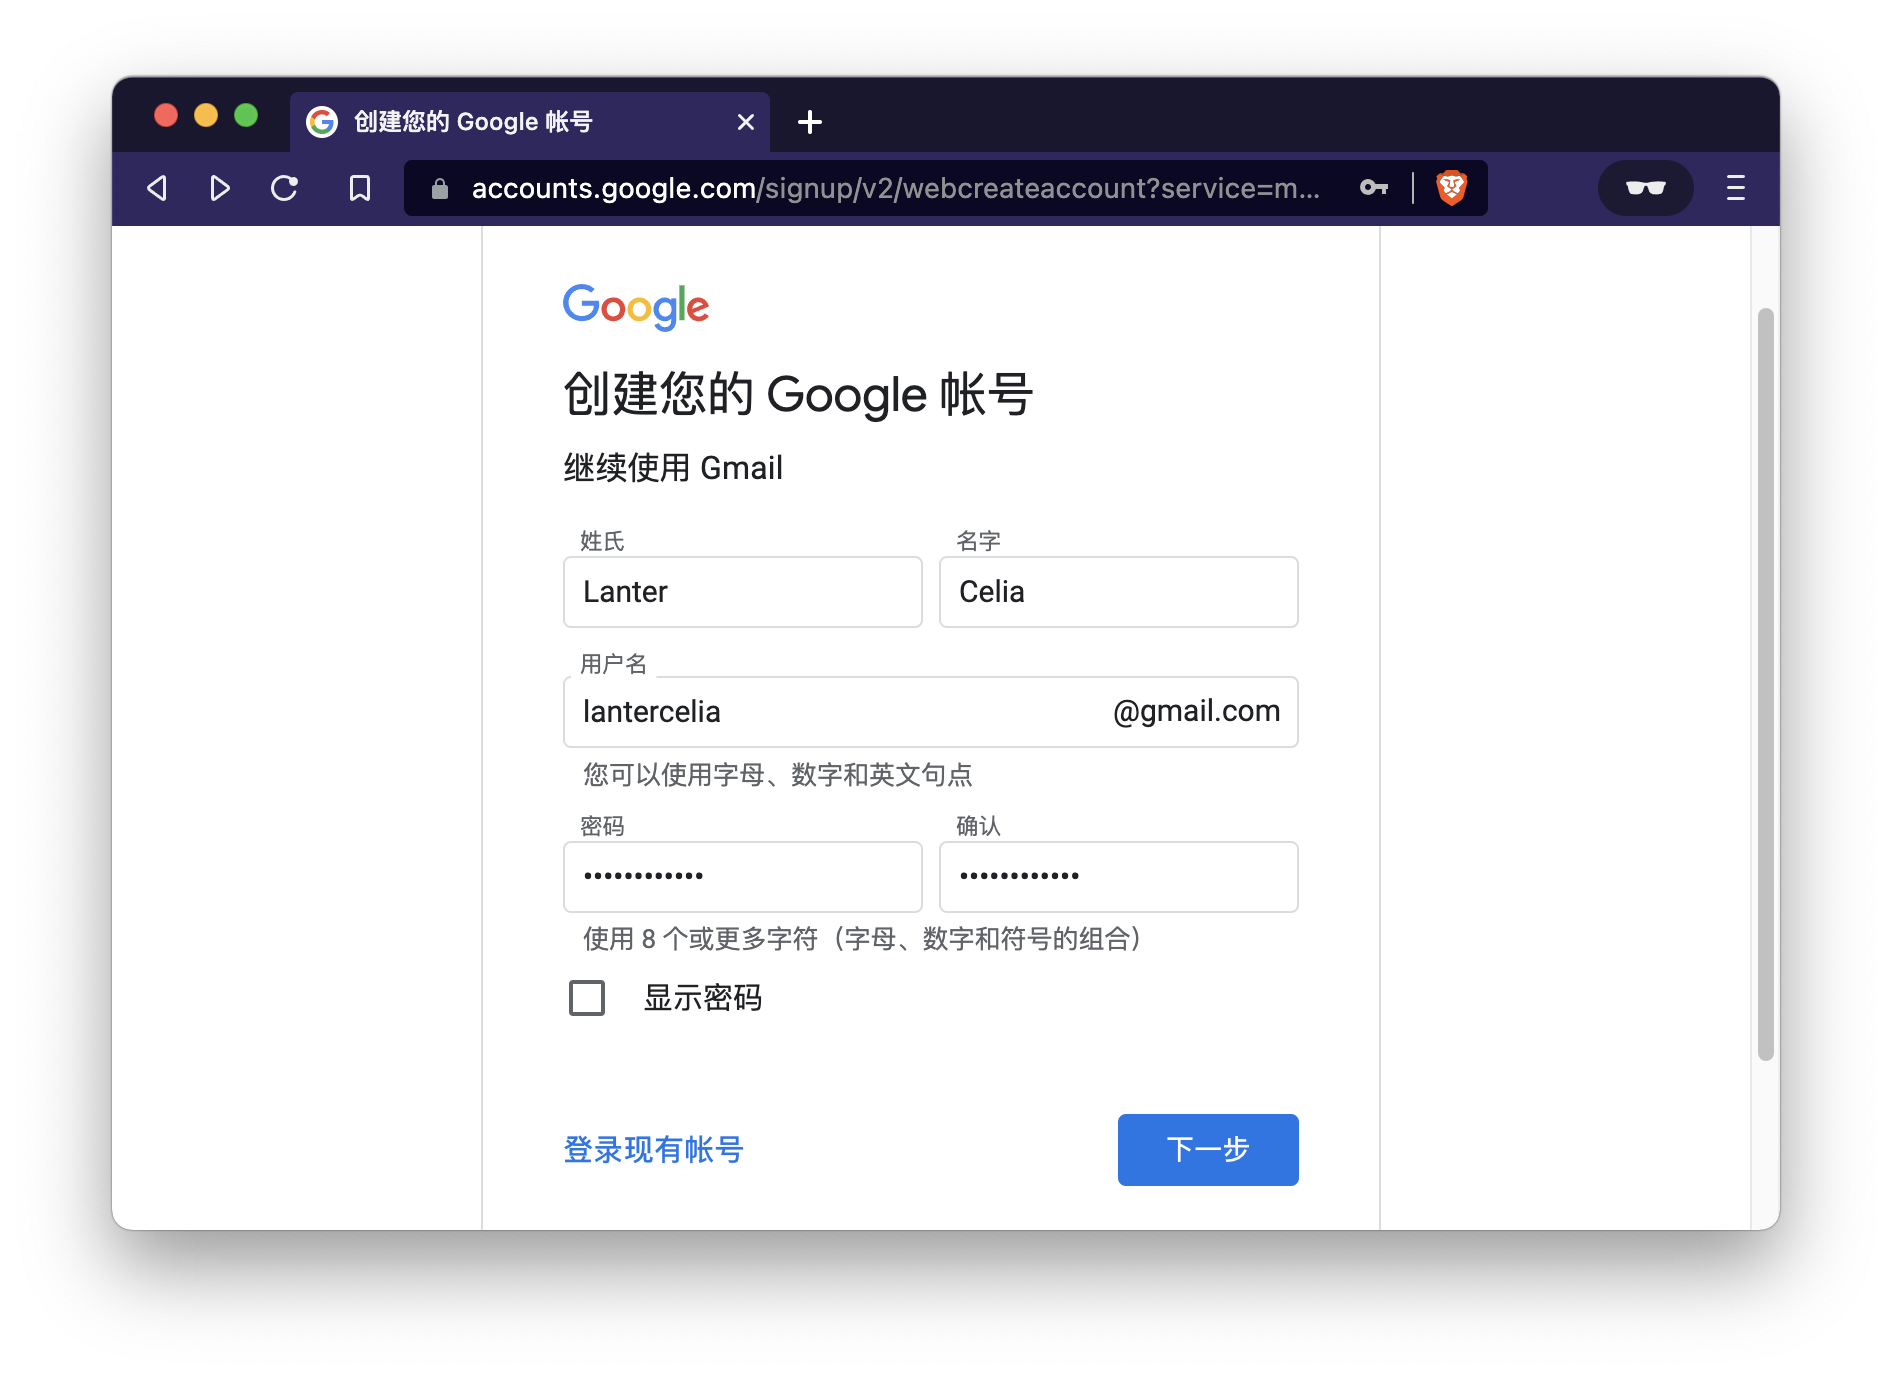 创建您的 Google 帐号
accounts.google.com/signup/v2/webcreateaccount?service=m...
Google
创建您的 Google 帐号
继续使用 Gmail
姓氏 名字
Lanter Celia
用户名
lantercelia @gmail.com
您可以使用字母、数字和英文句点
密码 确认
•••••••••••• ••••••••••••
使用 8 个或更多字符（字母、数字和符号的组合）
显示密码
登录现有帐号 下一步